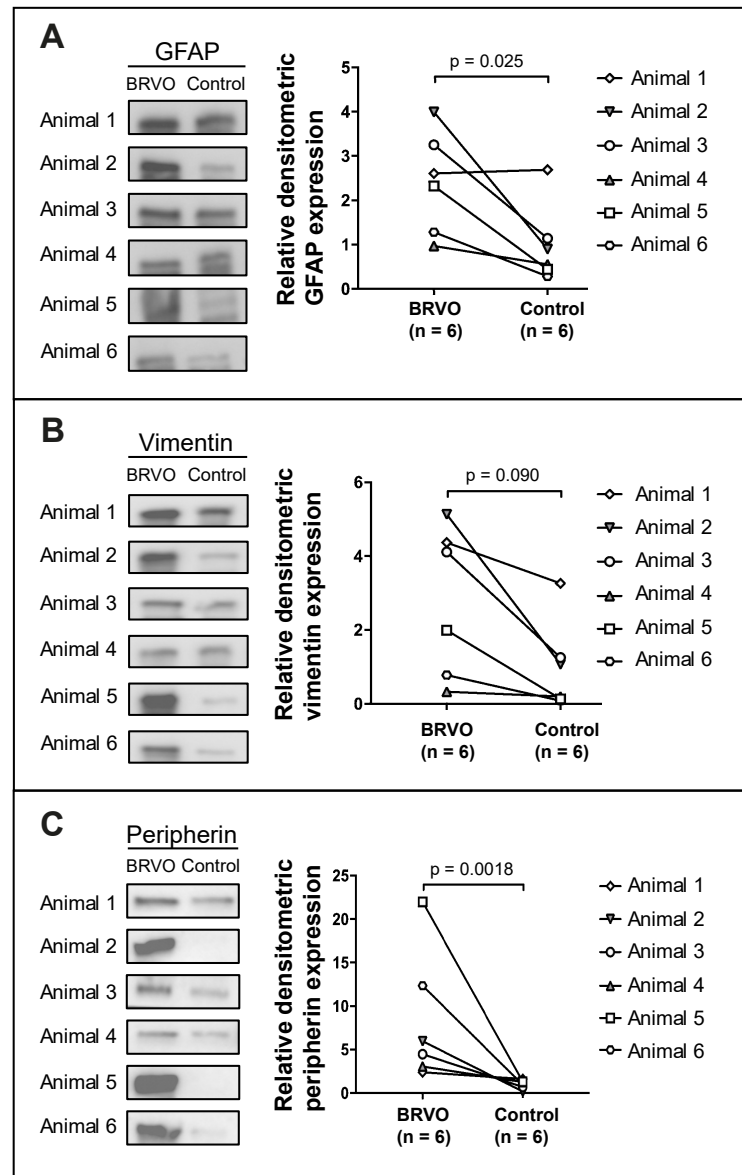 A
GFAP
BRVO Control
Animal 1
Animal 2
Animal 3
Animal 4
Animal 5
Animal 6
Relative densitometric
GFAP expression
5
4
3
2
1
0
p = 0.025
BRVO
(n = 6)
Control
(n = 6)
Animal 1
Animal 2
Animal 3
Animal 4
Animal 5
Animal 6
B
Vimentin
BRVO Control
Animal 1
Animal 2
Animal 3
Animal 4
Animal 5
Animal 6
Relative densitometric
vimentin expression
6
4
2
0
p = 0.090
BRVO
(n = 6)
Control
(n = 6)
Animal 1
Animal 2
Animal 3
Animal 4
Animal 5
Animal 6
C
Peripherin
BRVO Control
Animal 1
Animal 2
Animal 3
Animal 4
Animal 5
Animal 6
Relative densitometric
peripherin expression
25
20
15
10
5
0
p = 0.0018
BRVO
(n = 6)
Control
(n = 6)
Animal 1
Animal 2
Animal 3
Animal 4
Animal 5
Animal 6